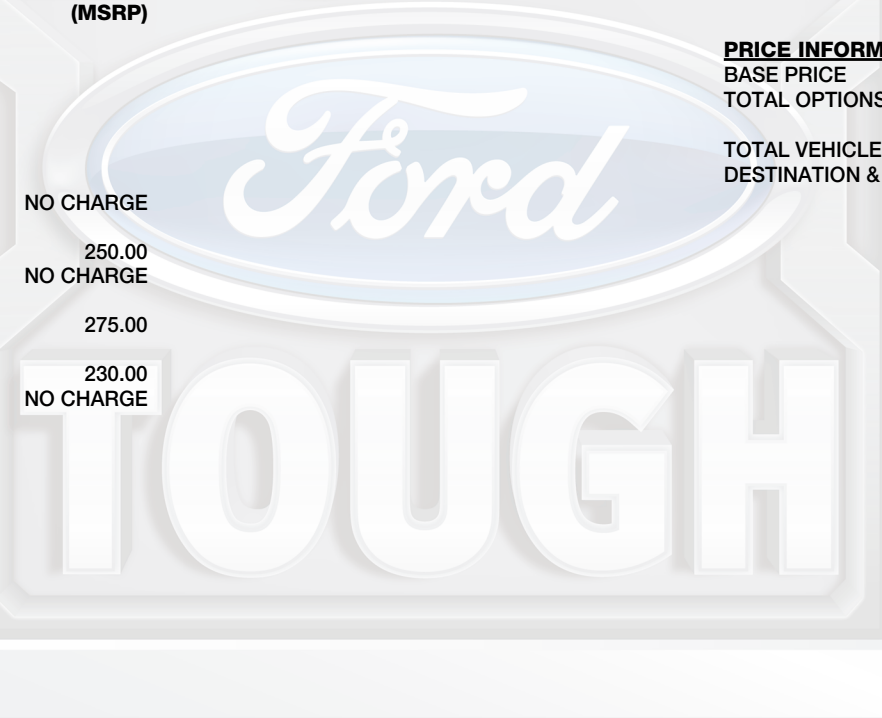 (MSRP)
NO CHARGE
250.00
NO CHARGE
275.00
230.00
NO CHARGE
PRICE INFORM
BASE PRICE
TOTAL OPTIONS
TOTAL VEHICLE
DESTINATION &
Ford
TOUGH